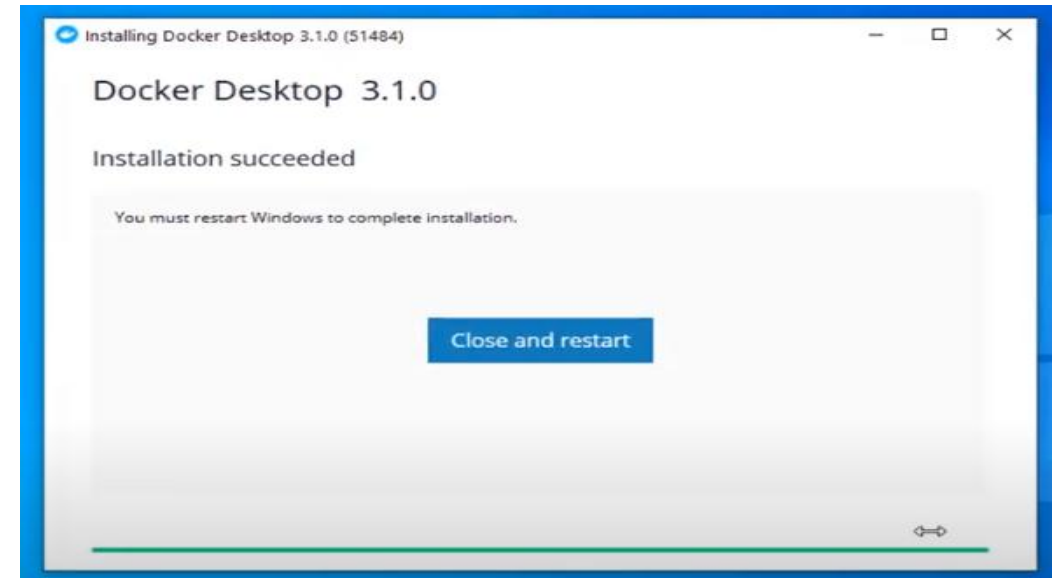 Installing Docker Desktop 3.1.0 (51484)
Docker Desktop 3.1.0
Installation succeeded
You must restart Windows to complete installation.
Close and restart